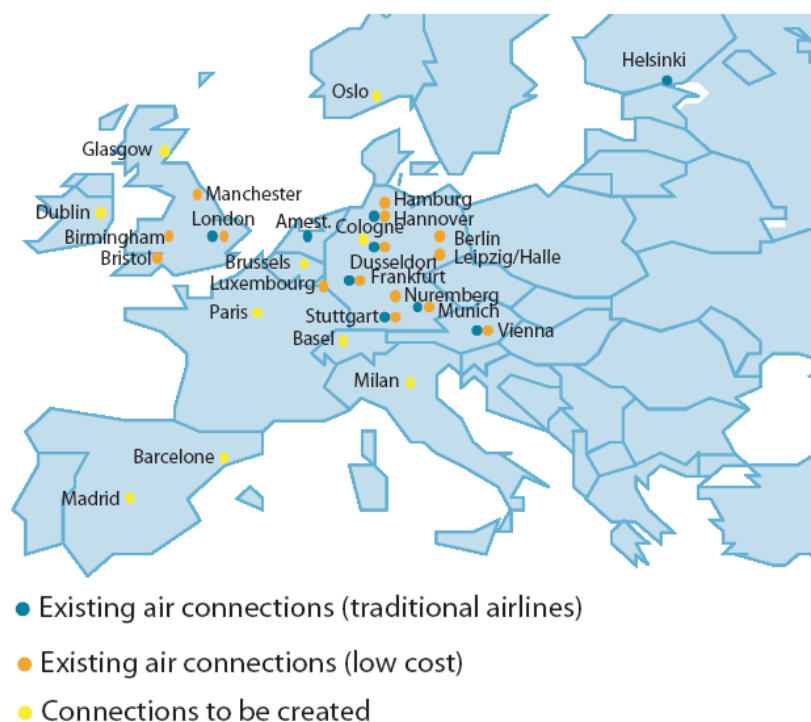 Helsinki
Oslo
Glasgow
Manchester
Hamburg
Dublin
London
Amest.
Hannover
Cologne
Birmingham
Berlin
Bristol
Brussels
Dusseldorf
Leipzig/Halle
Luxembourg
Frankfurt
Nuremberg
Paris
Stuttgart
Munich
Basel
Vienna
Milan
Barcelone
Madrid
Existing air connections (traditional airlines)
Existing air connections (low cost)
Connections to be created